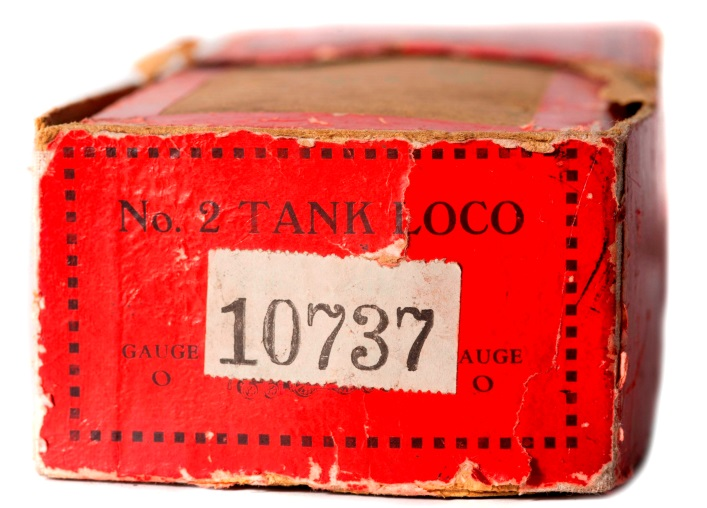 No. 2 TANK LOCO
10737
GAUGE AUGE
O O